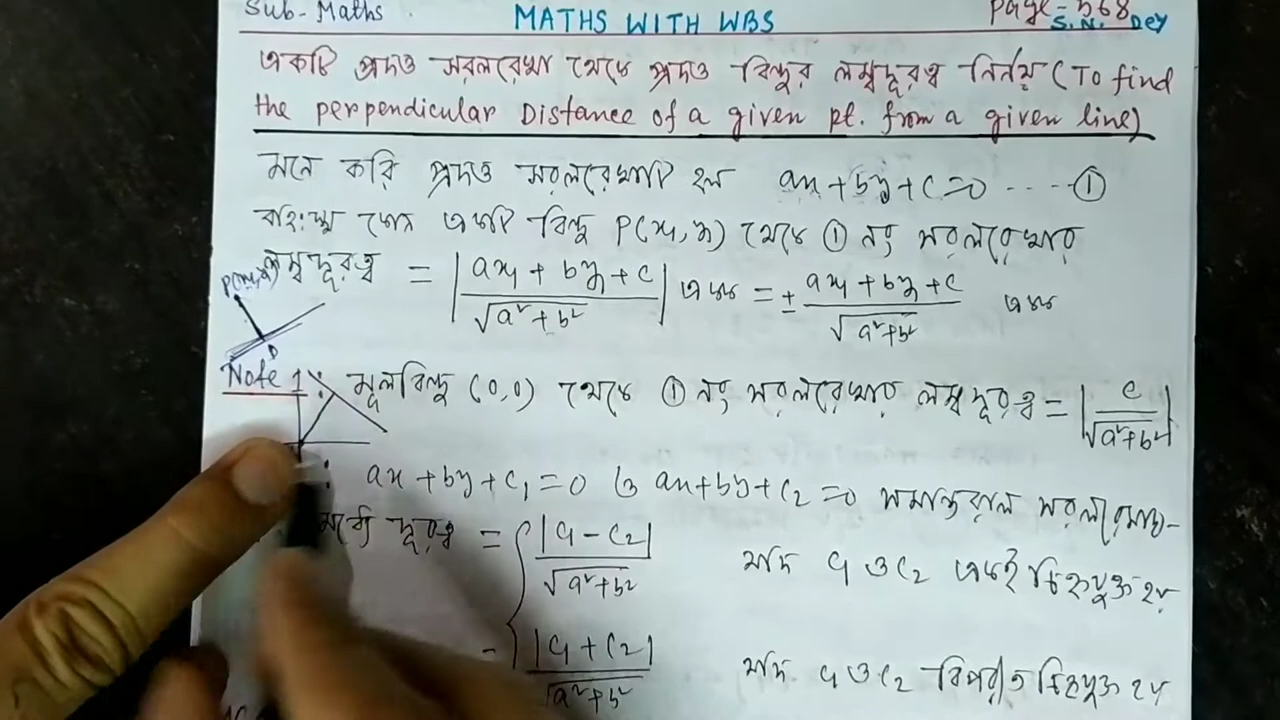 Sub - Maths MATHS WITH WBS Page - 568
S.N. Dey
একটি প্রদত্ত সরলরেখা থেকে প্রদত্ত বিন্দুর লম্বদূরত্ব নির্নয় (To find
the perpendicular Distance of a given pt. from a given line)
মনে করি প্রদত্ত সরলরেখাটি হল ax + by + c = 0 ..... ①
বহিঃস্থ কোন একটি বিন্দু P(x₁, y₁) থেকে ① নং সরলরেখার
লম্বদূরত্ব = |ax₁ + by₁ + c / √a²+b²| একক = ± ax₁ + by₁ + c / √a²+b² একক
Note 1: মূলবিন্দু (0,0) থেকে ① নং সরলরেখার লম্বদূরত্ব = |c / √a²+b²|
: ax + by + c₁ = 0 ও ax + by + c₂ = 0 সমান্তরাল সরলরেখা-
মধ্যে দূরত্ব = { |c₁ - c₂| / √a²+b² যদি c₁ ও c₂ একই চিহ্নযুক্ত হয়
= |c₁ + c₂| / √a²+b² যদি c₁ ও c₂ বিপরীত চিহ্নযুক্ত হয়